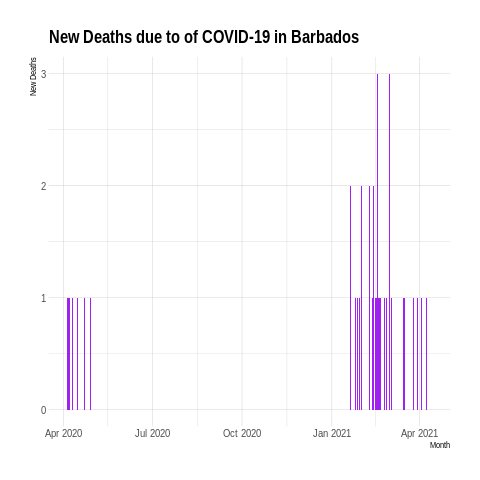 New Deaths due to of COVID-19 in Barbados
New Deaths
3
2
1
0
Apr 2020 Jul 2020 Oct 2020 Jan 2021 Apr 2021
Month